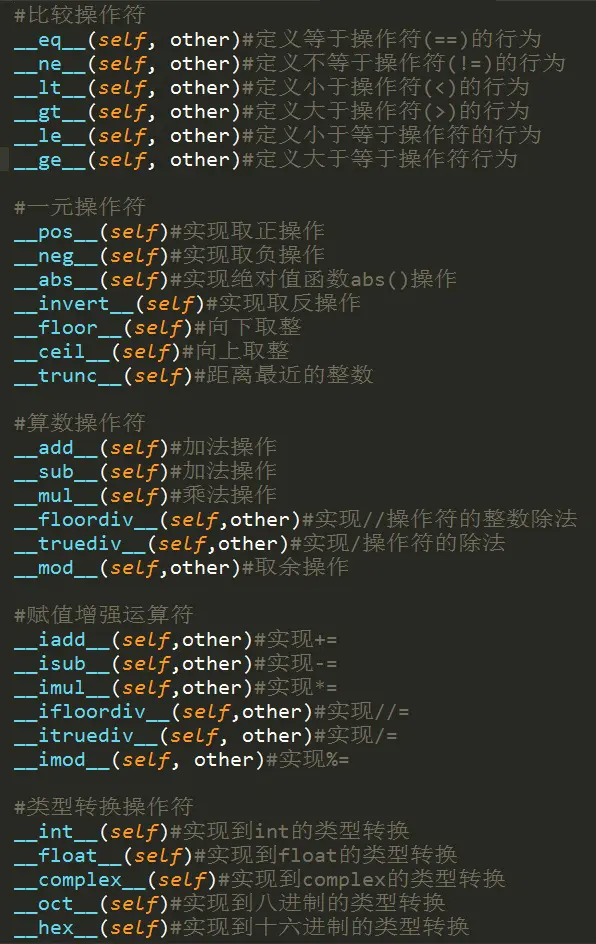 #比较操作符
__eq__(self, other)#定义等于操作符(==)的行为
__ne__(self, other)#定义不等于操作符(!=)的行为
__lt__(self, other)#定义小于操作符(<)的行为
__gt__(self, other)#定义大于操作符(>)的行为
__le__(self, other)#定义小于等于操作符的行为
__ge__(self, other)#定义大于等于操作符行为
#一元操作符
__pos__(self)#实现取正操作
__neg__(self)#实现取负操作
__abs__(self)#实现绝对值函数abs()操作
__invert__(self)#实现取反操作
__floor__(self)#向下取整
__ceil__(self)#向上取整
__trunc__(self)#距离最近的整数
#算数操作符
__add__(self)#加法操作
__sub__(self)#加法操作
__mul__(self)#乘法操作
__floordiv__(self,other)#实现//操作符的整数除法
__truediv__(self,other)#实现/操作符的除法
__mod__(self,other)#取余操作
#赋值增强运算符
__iadd__(self,other)#实现+=
__isub__(self,other)#实现-=
__imul__(self,other)#实现*=
__ifloordiv__(self,other)#实现//=
__itruediv__(self, other)#实现/=
__imod__(self, other)#实现%=
#类型转换操作符
__int__(self)#实现到int的类型转换
__float__(self)#实现到float的类型转换
__complex__(self)#实现到complex的类型转换
__oct__(self)#实现到八进制的类型转换
__hex__(self)#实现到十六进制的类型转换